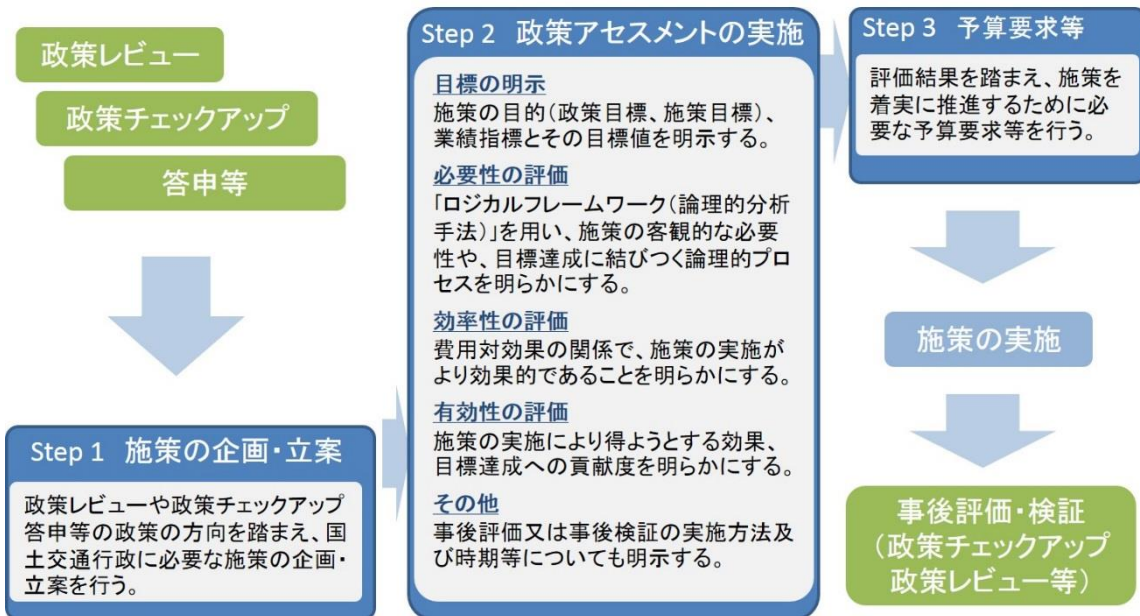 政策レビュー
政策チェックアップ
答申等
Step 1 施策の企画・立案
政策レビューや政策チェックアップ
答申等の政策の方向を踏まえ、国
土交通行政に必要な施策の企画・
立案を行う。
Step 2 政策アセスメントの実施
目標の明示
施策の目的(政策目標、施策目標)、
業績指標とその目標値を明示する。
必要性の評価
「ロジカルフレームワーク(論理的分析
手法)」を用い、施策の客観的な必要
性や、目標達成に結びつく論理的プロ
セスを明らかにする。
効率性の評価
費用対効果の関係で、施策の実施が
より効果的であることを明らかにする。
有効性の評価
施策の実施により得ようとする効果、
目標達成への貢献度を明らかにする。
その他
事後評価又は事後検証の実施方法及
び時期等についても明示する。
Step 3 予算要求等
評価結果を踏まえ、施策を
着実に推進するために必
要な予算要求等を行う。
施策の実施
事後評価・検証
(政策チェックアップ
政策レビュー等)